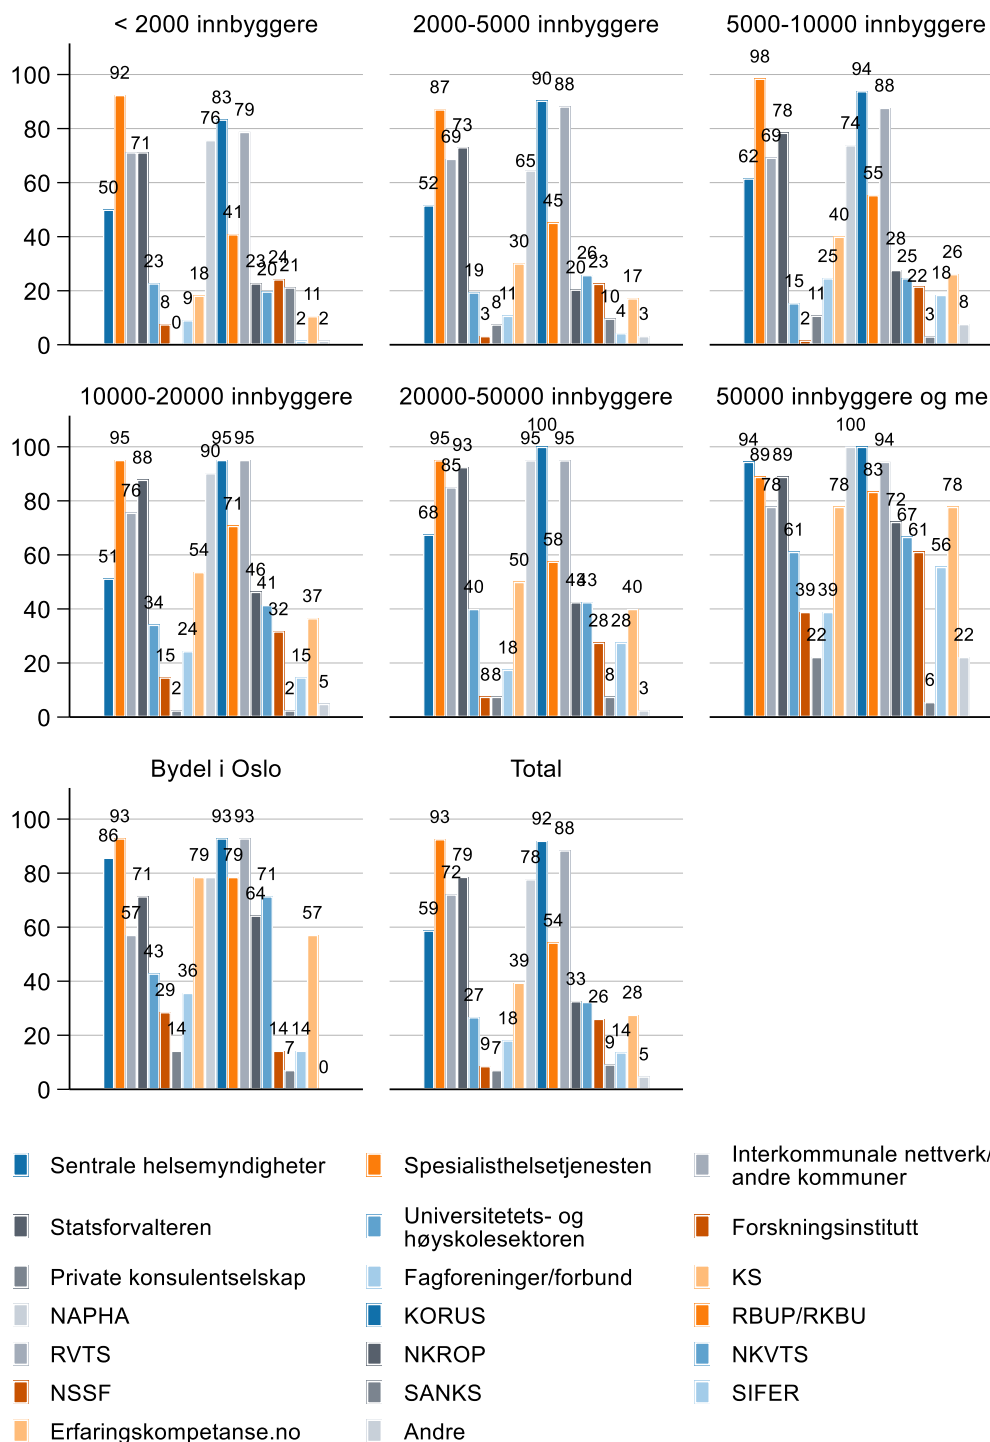 < 2000 innbyggere 2000-5000 innbyggere 5000-10000 innbyggere
100
80
60
40
20
0
50 92 71 23 8 0 9 18 76 83 41 79 23 20 24 21 2 11 2
52 87 69 73 19 3 8 11 30 65 90 45 88 20 26 23 10 4 17 3
62 98 69 78 15 2 11 25 40 74 94 55 88 28 25 22 3 18 26 8
10000-20000 innbyggere 20000-50000 innbyggere 50000 innbyggere og me
100
80
60
40
20
0
51 95 76 88 34 15 2 24 54 90 95 71 95 46 41 32 2 15 37 5
68 95 85 93 40 8 8 18 50 95 100 58 95 43 43 28 8 28 40 3
94 89 78 89 61 39 22 39 78 100 83 94 72 67 61 6 56 78 22
Bydel i Oslo Total
100
80
60
40
20
0
86 93 57 71 43 29 14 36 79 93 79 93 64 71 14 7 14 57 0
59 93 72 79 27 9 7 18 39 78 92 54 88 33 26 9 14 28 5
Sentrale helsemyndigheter Spesialisthelsetjenesten Interkommunale nettverk/
andre kommuner
Statsforvalteren Universitetets- og
høyskolesektoren Forskningsinstitutt
Private konsulentselskap Fagforeninger/forbund KS
NAPHA KORUS RBUP/RKBU
RVTS NKROP NKVTS
NSSF SANKS SIFER
Erfaringskompetanse.no Andre